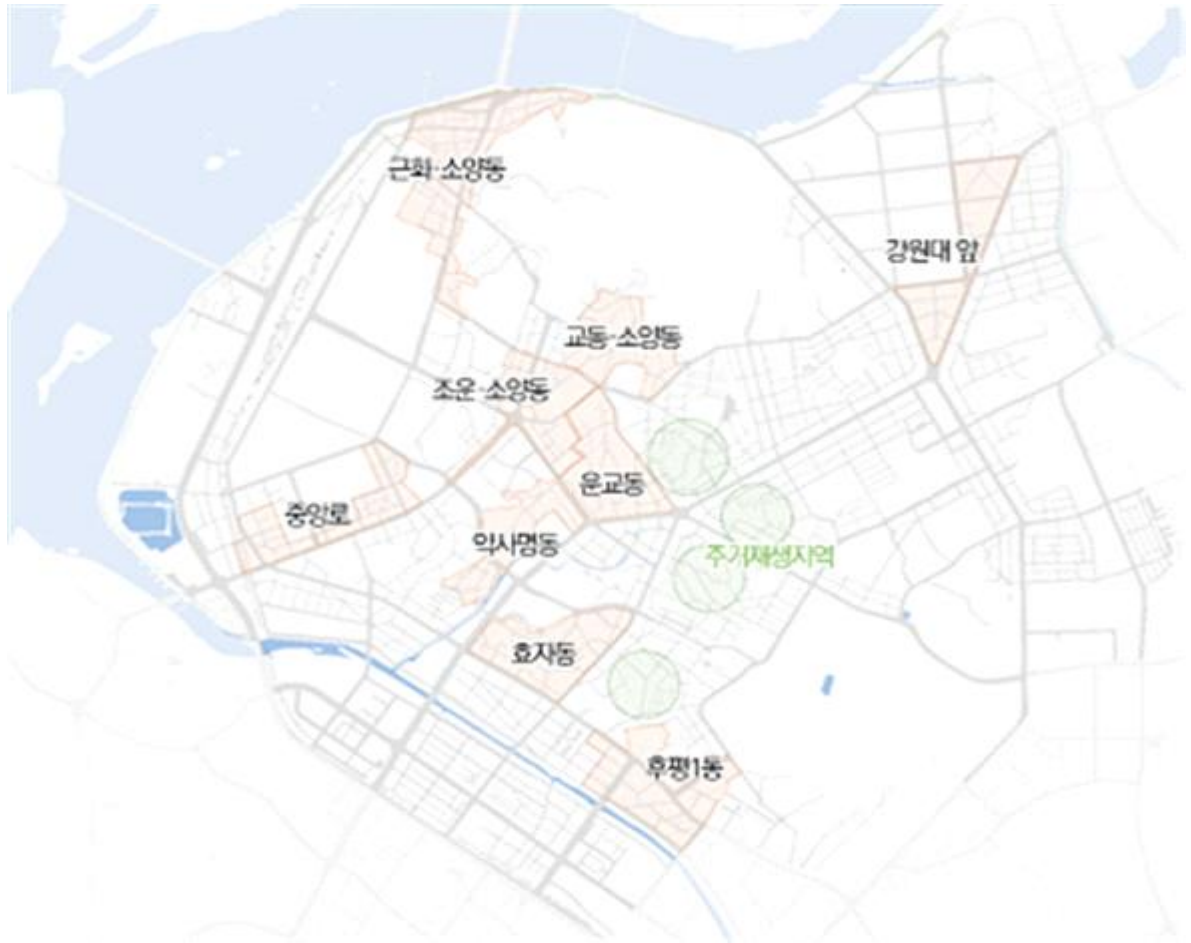 근화·소양동
강원대 앞
교동·소양동
조운·소양동
운교동
중앙로
약사명동
주거재생지역
효자동
후평1동